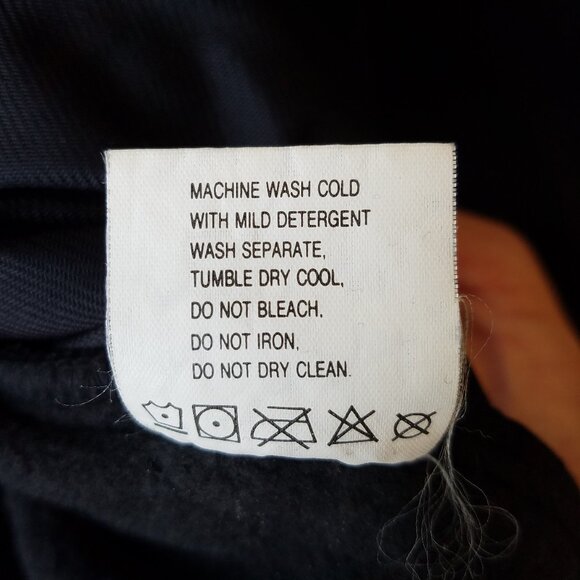 MACHINE WASH COLD
WITH MILD DETERGENT
WASH SEPARATE,
TUMBLE DRY COOL,
DO NOT BLEACH,
DO NOT IRON,
DO NOT DRY CLEAN.